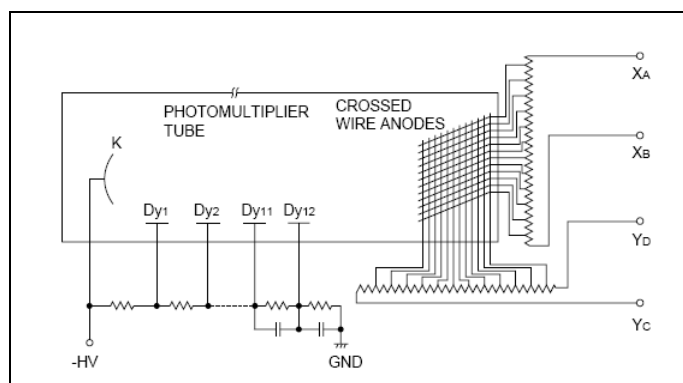 XA
PHOTOMULTIPLIER
TUBE
CROSSED
WIRE ANODES
K
XB
Dy1
Dy2
Dy11
Dy12
YD
YC
-HV
GND